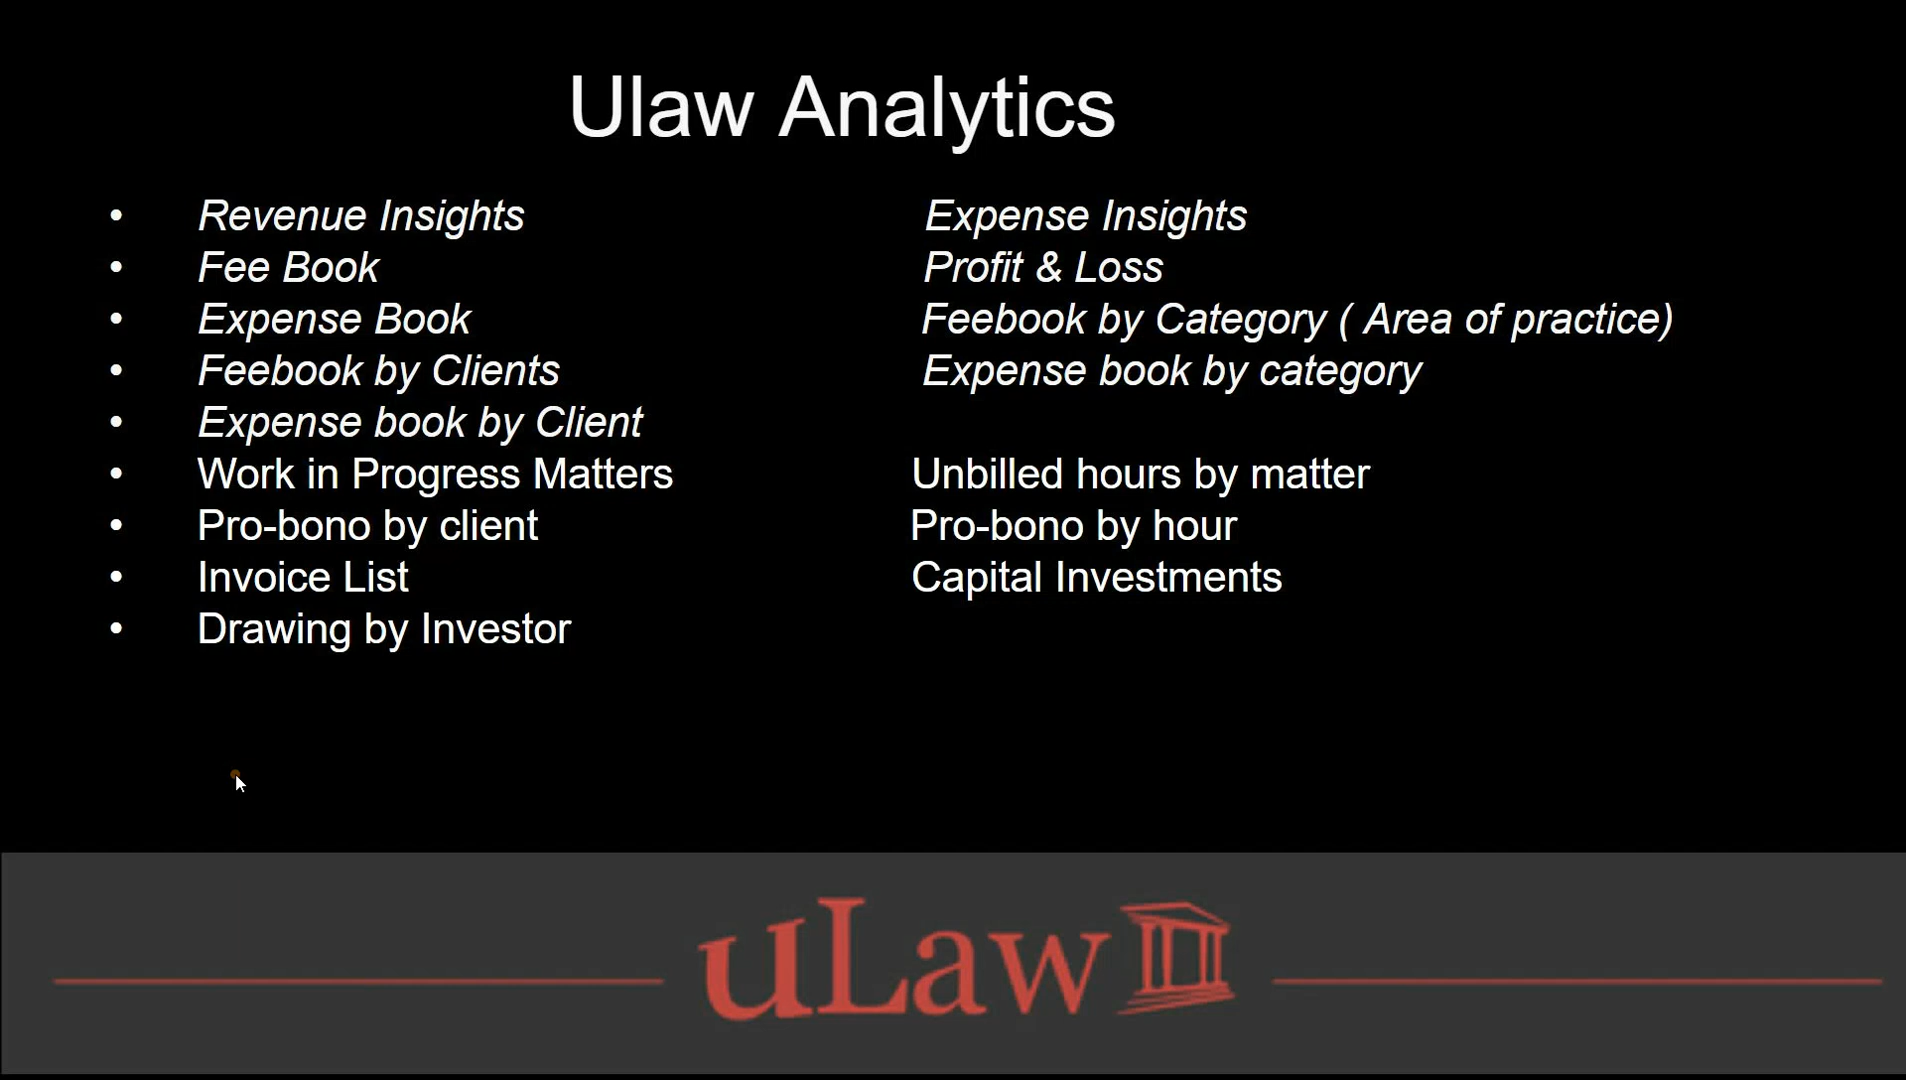 Ulaw Analytics
• Revenue Insights Expense Insights
• Fee Book Profit & Loss
• Expense Book Feebook by Category ( Area of practice)
• Feebook by Clients Expense book by category
• Expense book by Client
• Work in Progress Matters Unbilled hours by matter
• Pro-bono by client Pro-bono by hour
• Invoice List Capital Investments
• Drawing by Investor
uLaw